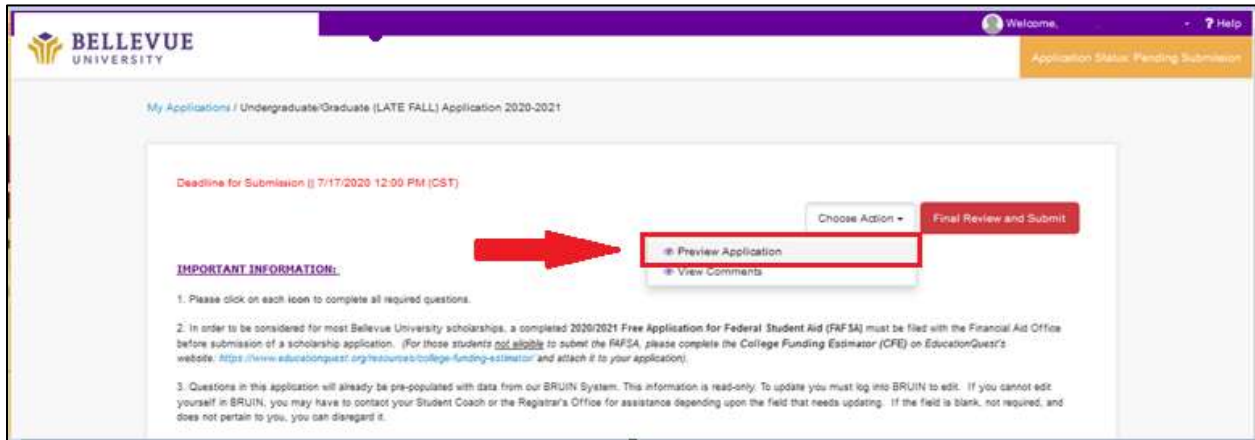 Welcome,
? Help
BELLEVUE
UNIVERSITY
Application Status: Pending Submission
My Applications / Undergraduate/Graduate (LATE FALL) Application 2020-2021
Deadline for Submission || 7/17/2020 12:00 PM (CST)
Choose Action
Final Review and Submit
Preview Application
View Comments
IMPORTANT INFORMATION:
1. Please click on each icon to complete all required questions.
2. In order to be considered for most Bellevue University scholarships, a completed 2020/2021 Free Application for Federal Student Aid (FAFSA) must be filed with the Financial Aid Office
before submission of a scholarship application. (For those students not eligible to submit the FAFSA, please complete the College Funding Estimator (CFE) on EducationQuest's
website: https://www.educationquest.org/resources/college-funding-estimator/ and attach it to your application).
3. Questions in this application will already be pre-populated with data from our BRUIN System. This information is read-only. To update you must log into BRUIN to edit. If you cannot edit
yourself in BRUIN, you may have to contact your Student Coach or the Registrar's Office for assistance depending upon the field that needs updating. If the field is blank, not required, and
does not pertain to you, you can disregard it.